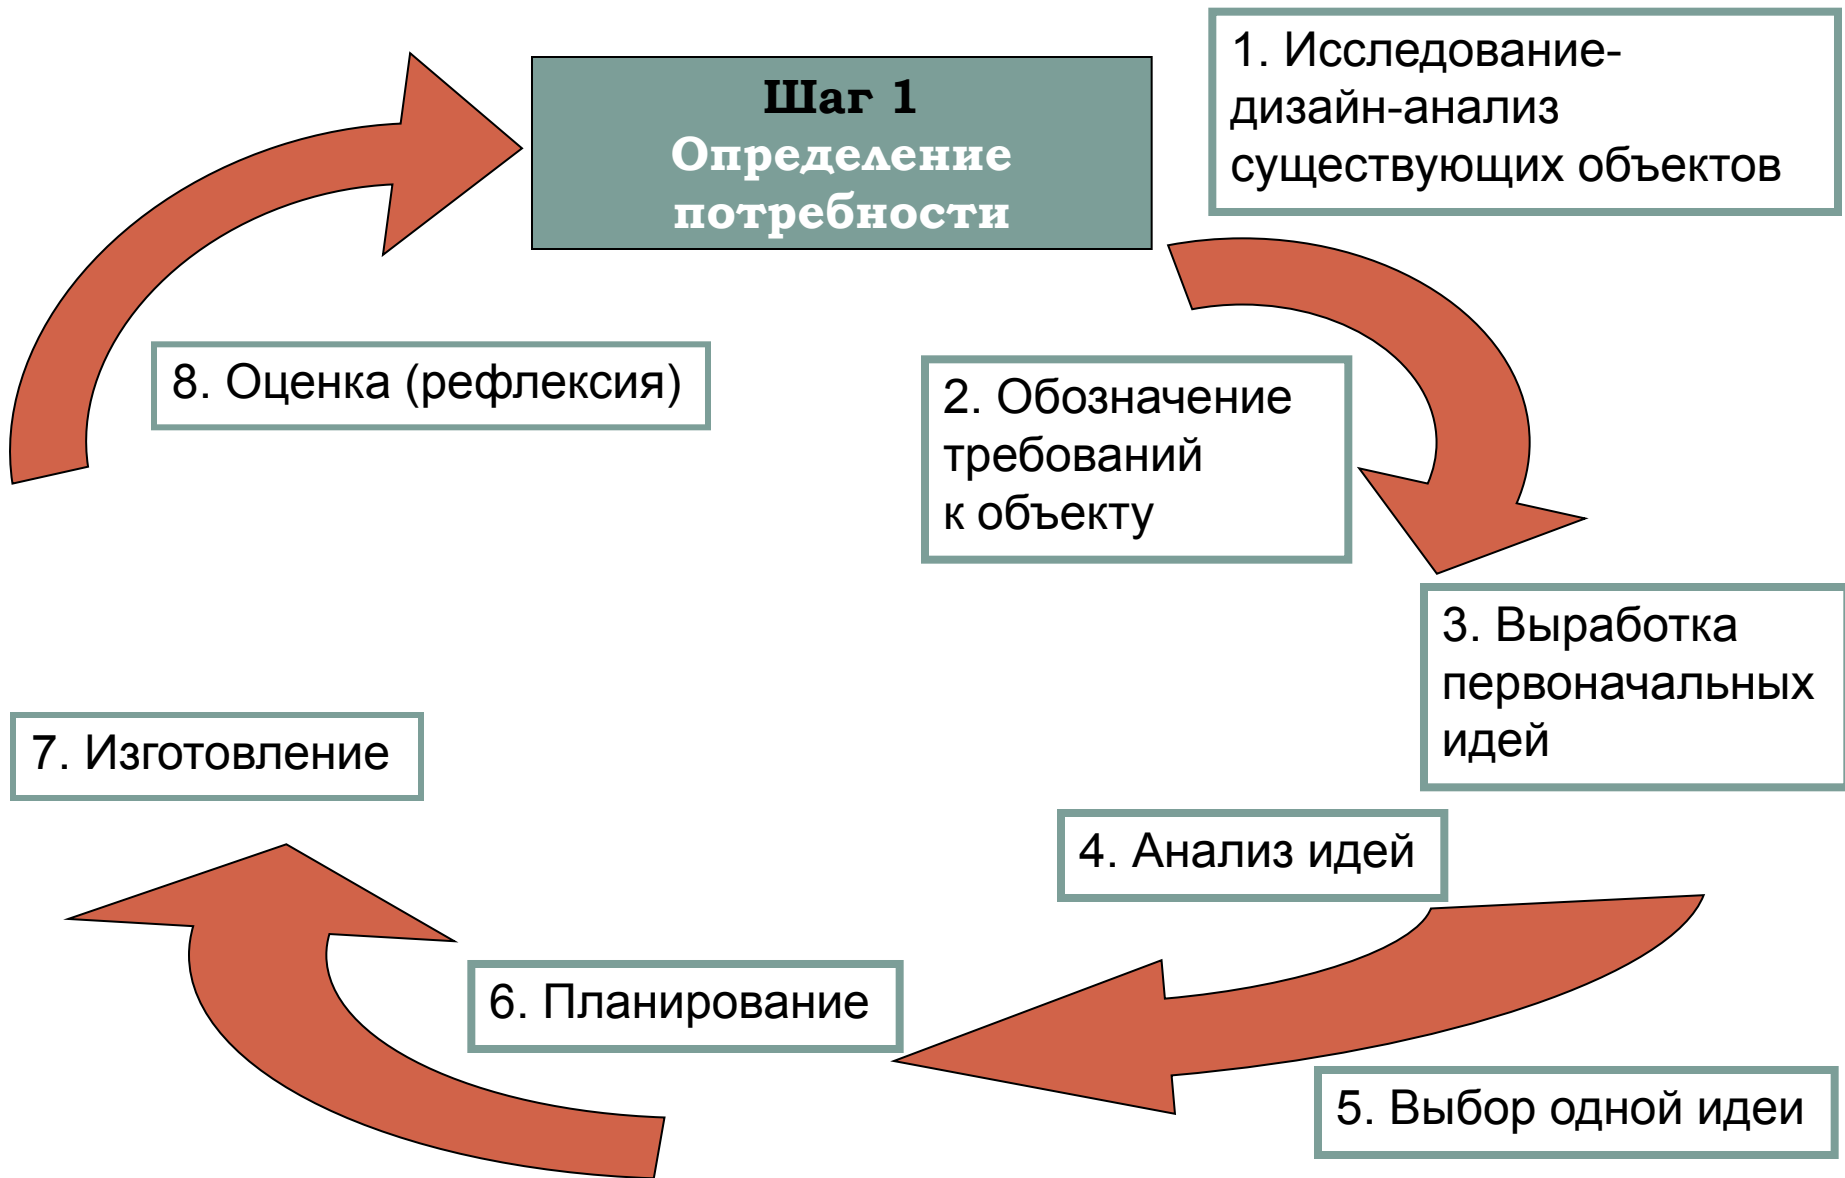 Шаг 1
Определение
потребности
1. Исследование-
дизайн-анализ
существующих объектов
2. Обозначение
требований
к объекту
3. Выработка
первоначальных
идей
4. Анализ идей
5. Выбор одной идеи
6. Планирование
7. Изготовление
8. Оценка (рефлексия)